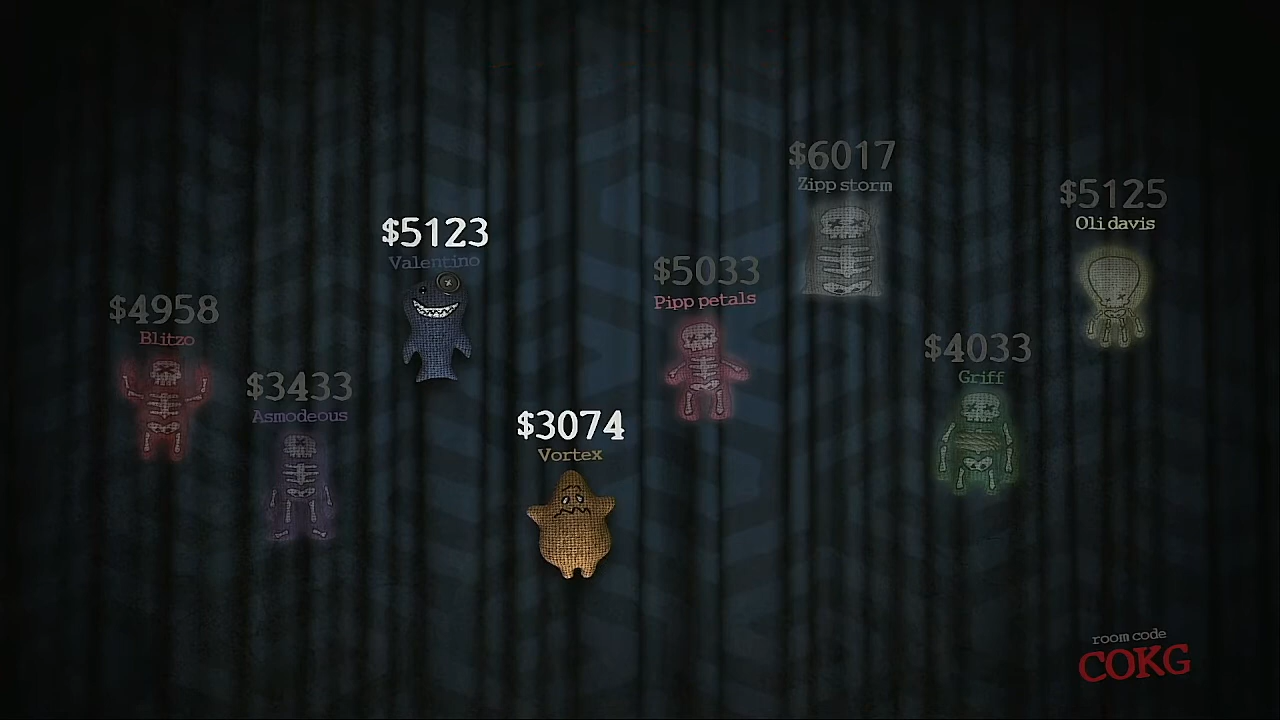 $4958
Blitzo
$3433
Asmodeous
$5123
Valentino
$3074
Vortex
$5033
Pipp petals
$6017
Zipp storm
$4033
Griff
$5125
Oli davis
room code
COKG